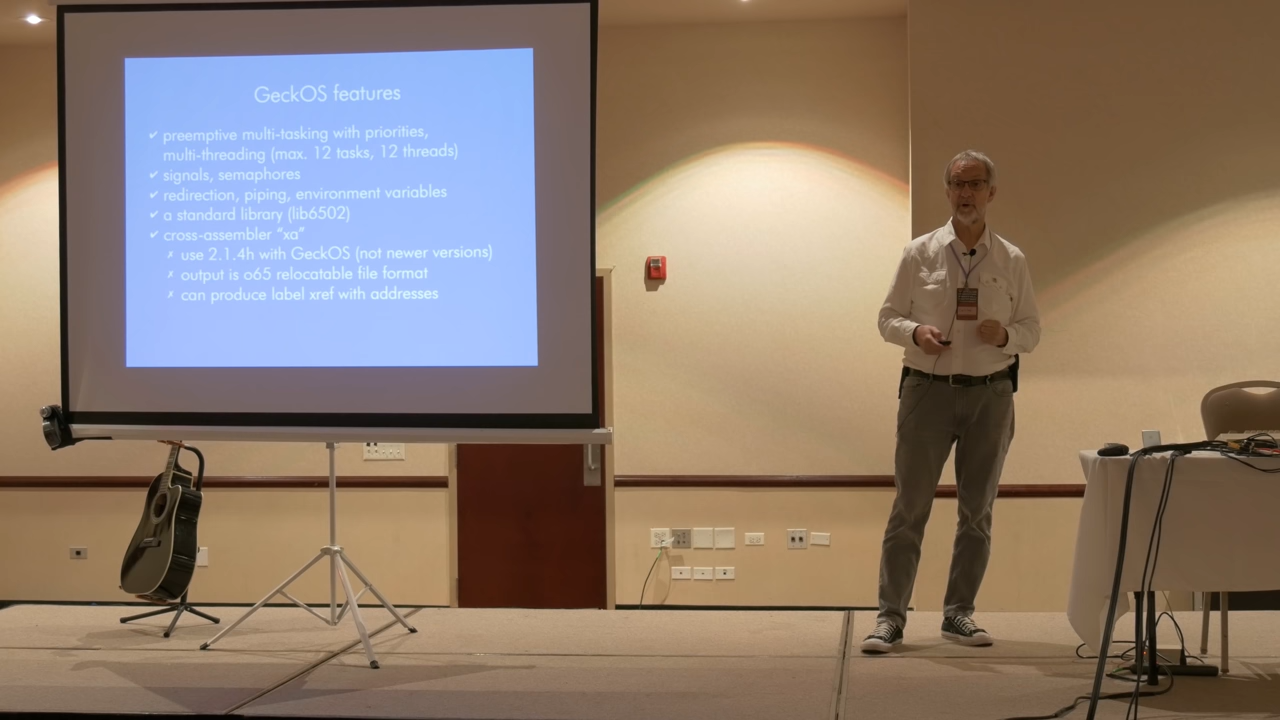 GeckOS features
✔ preemptive multi-tasking with priorities,
multi-threading (max. 12 tasks, 12 threads)
✔ signals, semaphores
✔ redirection, piping, environment variables
✔ a standard library (lib6502)
✔ cross-assembler "xa"
✗ use 2.1.4h with GeckOS (not newer versions)
✗ output is o65 relocatable file format
✗ can produce label xref with addresses